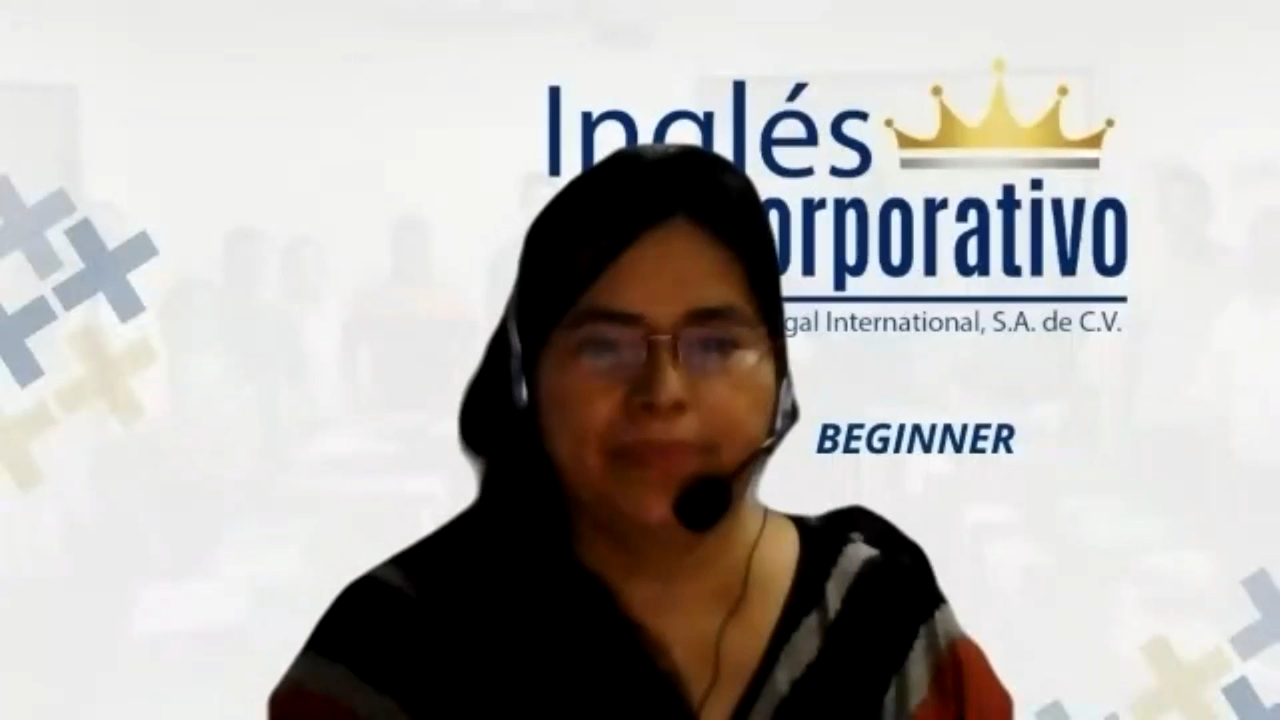 Inglés
orporativo
gal International, S.A. de C.V.
BEGINNER